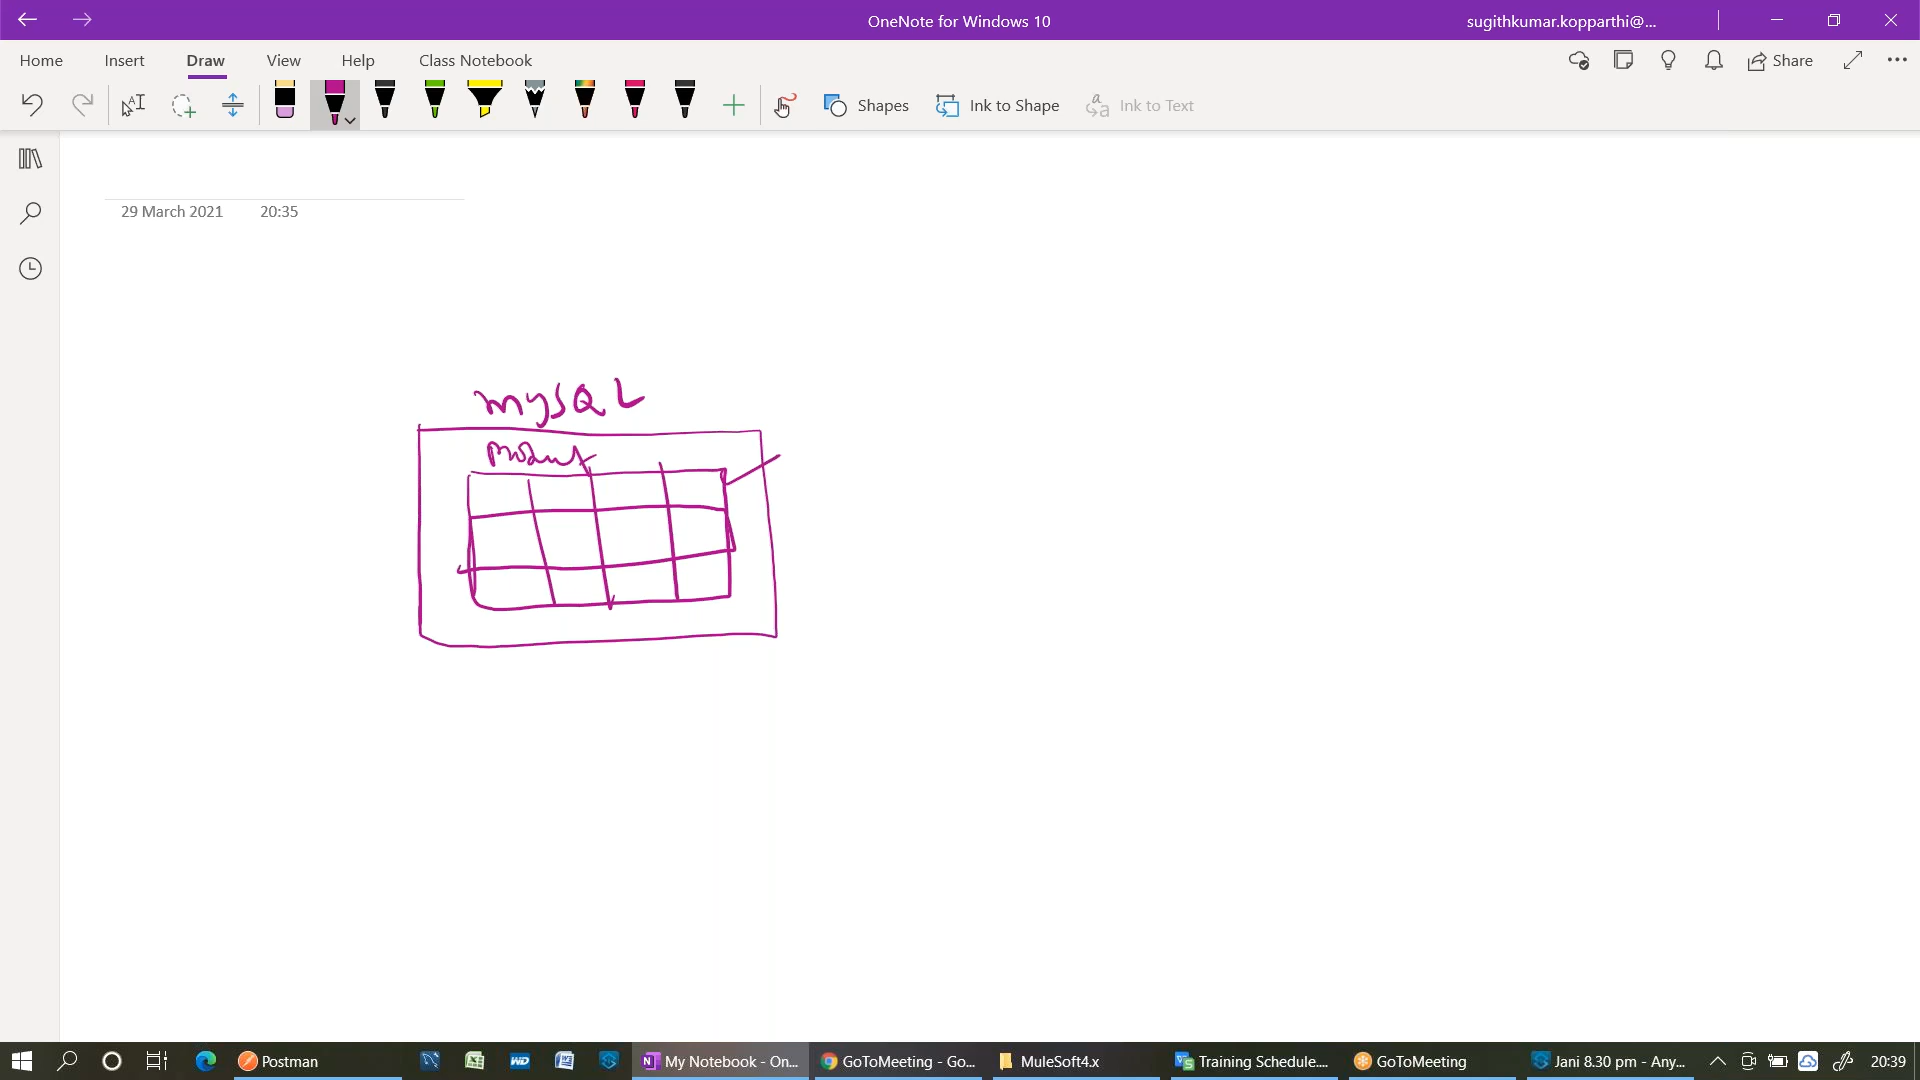 OneNote for Windows 10
sugithkumar.kopparthi@...
Home Insert Draw View Help Class Notebook
Share
Shapes Ink to Shape Ink to Text
29 March 2021 20:35
mysQL
Postman
My Notebook - On...
GoToMeeting - Go...
MuleSoft4.x
Training Schedule....
GoToMeeting
Jani 8.30 pm - Any...
20:39